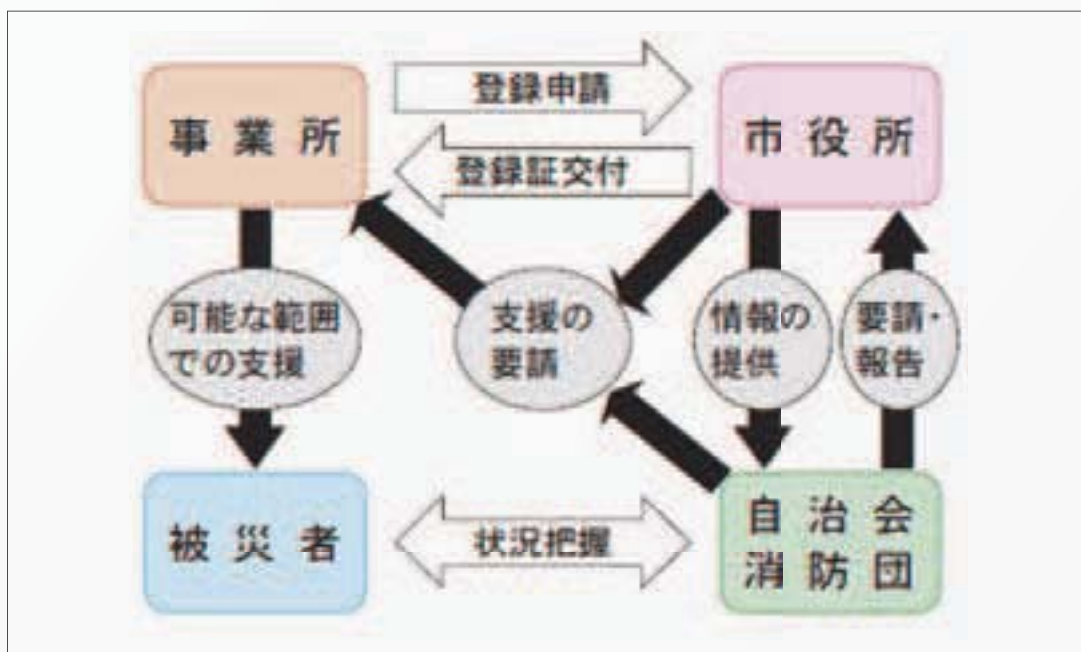 事業所
登録申請
市役所
登録証交付
可能な範囲
での支援
支援の
要請
情報の
提供
要請・
報告
被災者
状況把握
自治会
消防団